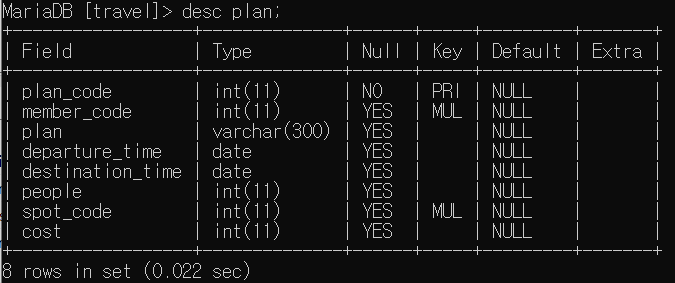 MariaDB [travel]> desc plan;
+------------------+--------------+------+-----+---------+-------+
| Field            | Type         | Null | Key | Default | Extra |
+------------------+--------------+------+-----+---------+-------+
| plan_code        | int(11)      | NO   | PRI | NULL    |       |
| member_code      | int(11)      | YES  | MUL | NULL    |       |
| plan             | varchar(300) | YES  |     | NULL    |       |
| departure_time   | date         | YES  |     | NULL    |       |
| destination_time | date         | YES  |     | NULL    |       |
| people           | int(11)      | YES  |     | NULL    |       |
| spot_code        | int(11)      | YES  | MUL | NULL    |       |
| cost             | int(11)      | YES  |     | NULL    |       |
+------------------+--------------+------+-----+---------+-------+
8 rows in set (0.022 sec)